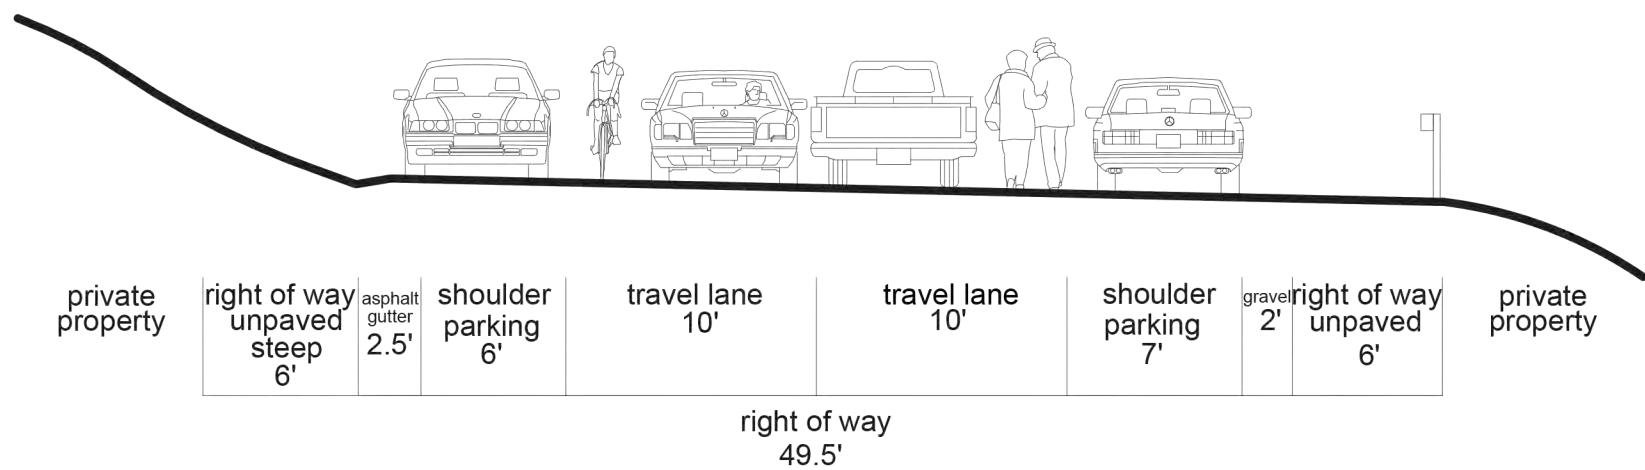 private
property
right of way
unpaved
steep
6'
asphalt
gutter
2.5'
shoulder
parking
6'
travel lane
10'
travel lane
10'
shoulder
parking
7'
gravel
2'
right of way
unpaved
6'
private
property
right of way
49.5'